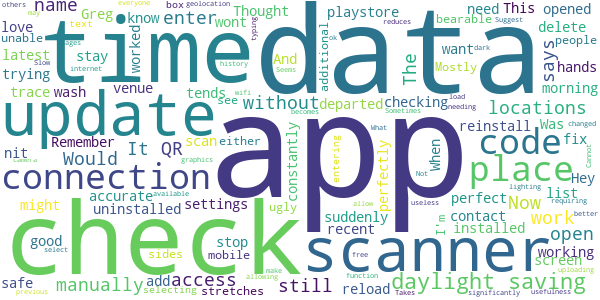 others may geolocation box Greg Thought playstore need This opened delete
name text enter know wont everyone
love pages Slow ok Suggest dark
latest internet stay worked timedata bearable people says
unable history reduces additional want hands
trying trace wash venue tends The Mostly morning
Seems And wifi becomes load needing
update see without departed checking locations
Remember Sometimes What Cannot changed
nit Camera Would It QR scan either app entering constantly perfectly When code reinstall was fix
connection graphics Not lighting Hey
accurate available uninstalled settings ugly perfect Now list
might suddenly I'm contact installed work requiring better
good select stop recent allow useless open
check sides mobile scanner place screen working
safe add access still free function reload daylight saving uploading
manually selecting stretches make
previous allowing Takes significantly usefulness